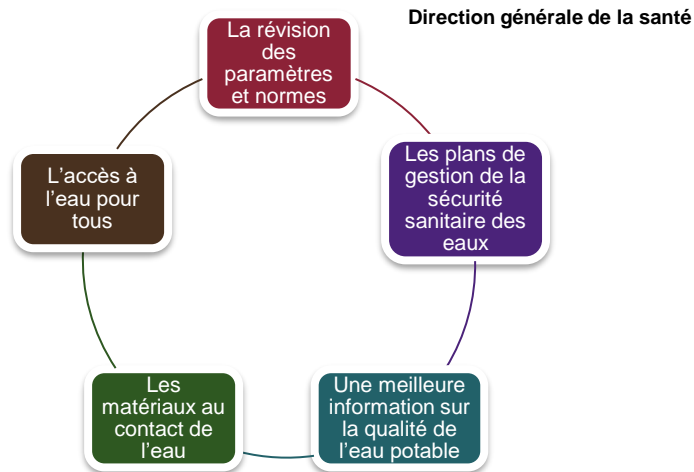 Direction générale de la santé
La révision
des
paramètres
et normes
Les plans de
gestion de la
sécurité
sanitaire des
eaux
Une meilleure
information sur
la qualité de
l'eau potable
Les
matériaux au
contact de
l'eau
L'accès à
l'eau pour
tous